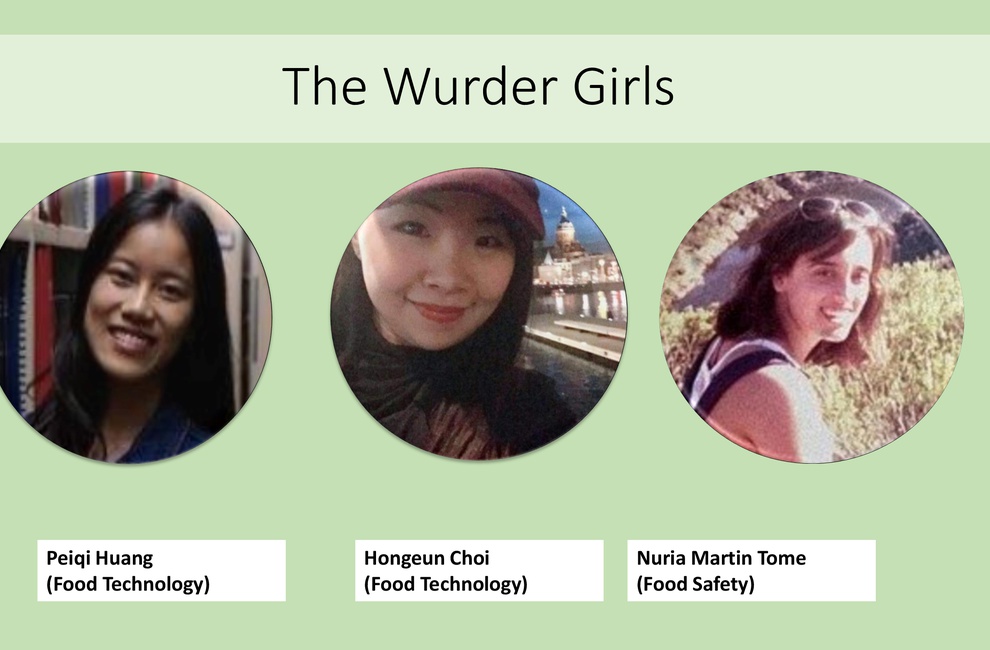 The Wurder Girls
Peiqi Huang
(Food Technology)
Hongeun Choi
(Food Technology)
Nuria Martin Tome
(Food Safety)